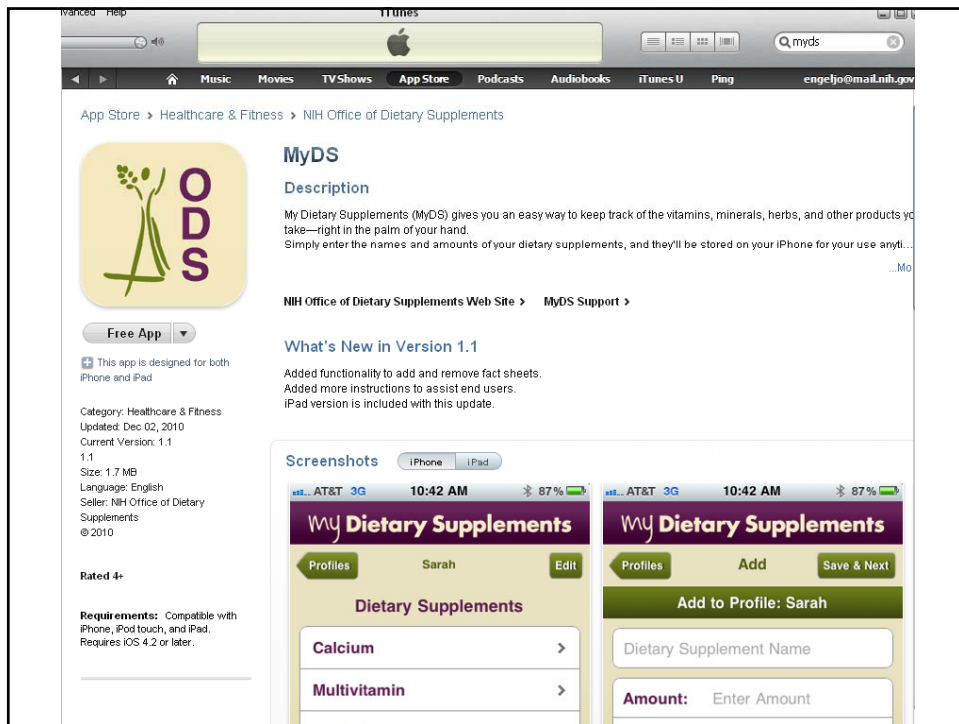 Help
iTunes
myds
Music Movies TV Shows App Store Podcasts Audiobooks iTunes U Ping engeljo@mail.nih.gov
App Store > Healthcare & Fitness > NIH Office of Dietary Supplements
O
D
S
Free App
This app is designed for both
iPhone and iPad
Category: Healthcare & Fitness
Updated: Dec 02, 2010
Current Version: 1.1
1.1
Size: 1.7 MB
Language: English
Seller: NIH Office of Dietary
Supplements
© 2010
Rated 4+
Requirements: Compatible with
iPhone, iPod touch, and iPad.
Requires iOS 4.2 or later.
MyDS
Description
My Dietary Supplements (MyDS) gives you an easy way to keep track of the vitamins, minerals, herbs, and other products
take—right in the palm of your hand.
Simply enter the names and amounts of your dietary supplements, and they'll be stored on your iPhone for your use anyti...
...Mo
NIH Office of Dietary Supplements Web Site > MyDS Support >
What's New in Version 1.1
Added functionality to add and remove fact sheets.
Added more instructions to assist end users.
iPad version is included with this update.
Screenshots iPhone iPad
AT&T 3G 10:42 AM 87%
My Dietary Supplements
Profiles Sarah Edit
Dietary Supplements
Calcium >
Multivitamin >
AT&T 3G 10:42 AM 87%
My Dietary Supplements
Profiles Add Save & Next
Add to Profile: Sarah
Dietary Supplement Name
Amount: Enter Amount